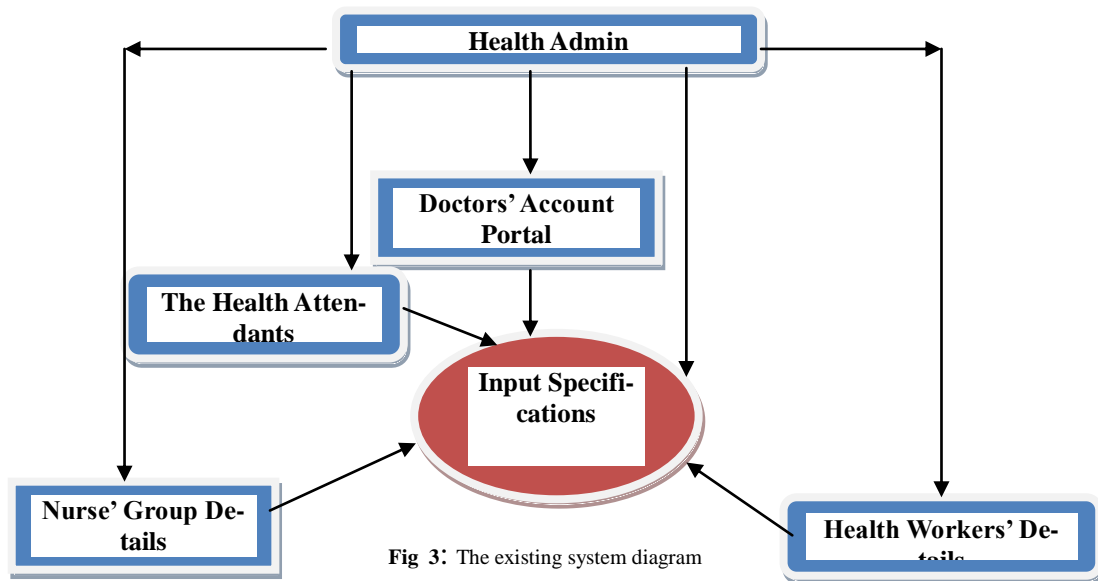 Health Admin
Doctors' Account
Portal
The Health Atten-
dants
Input Specifi-
cations
Nurse' Group De-
tails
Health Workers' De-
tails
Fig 3: The existing system diagram